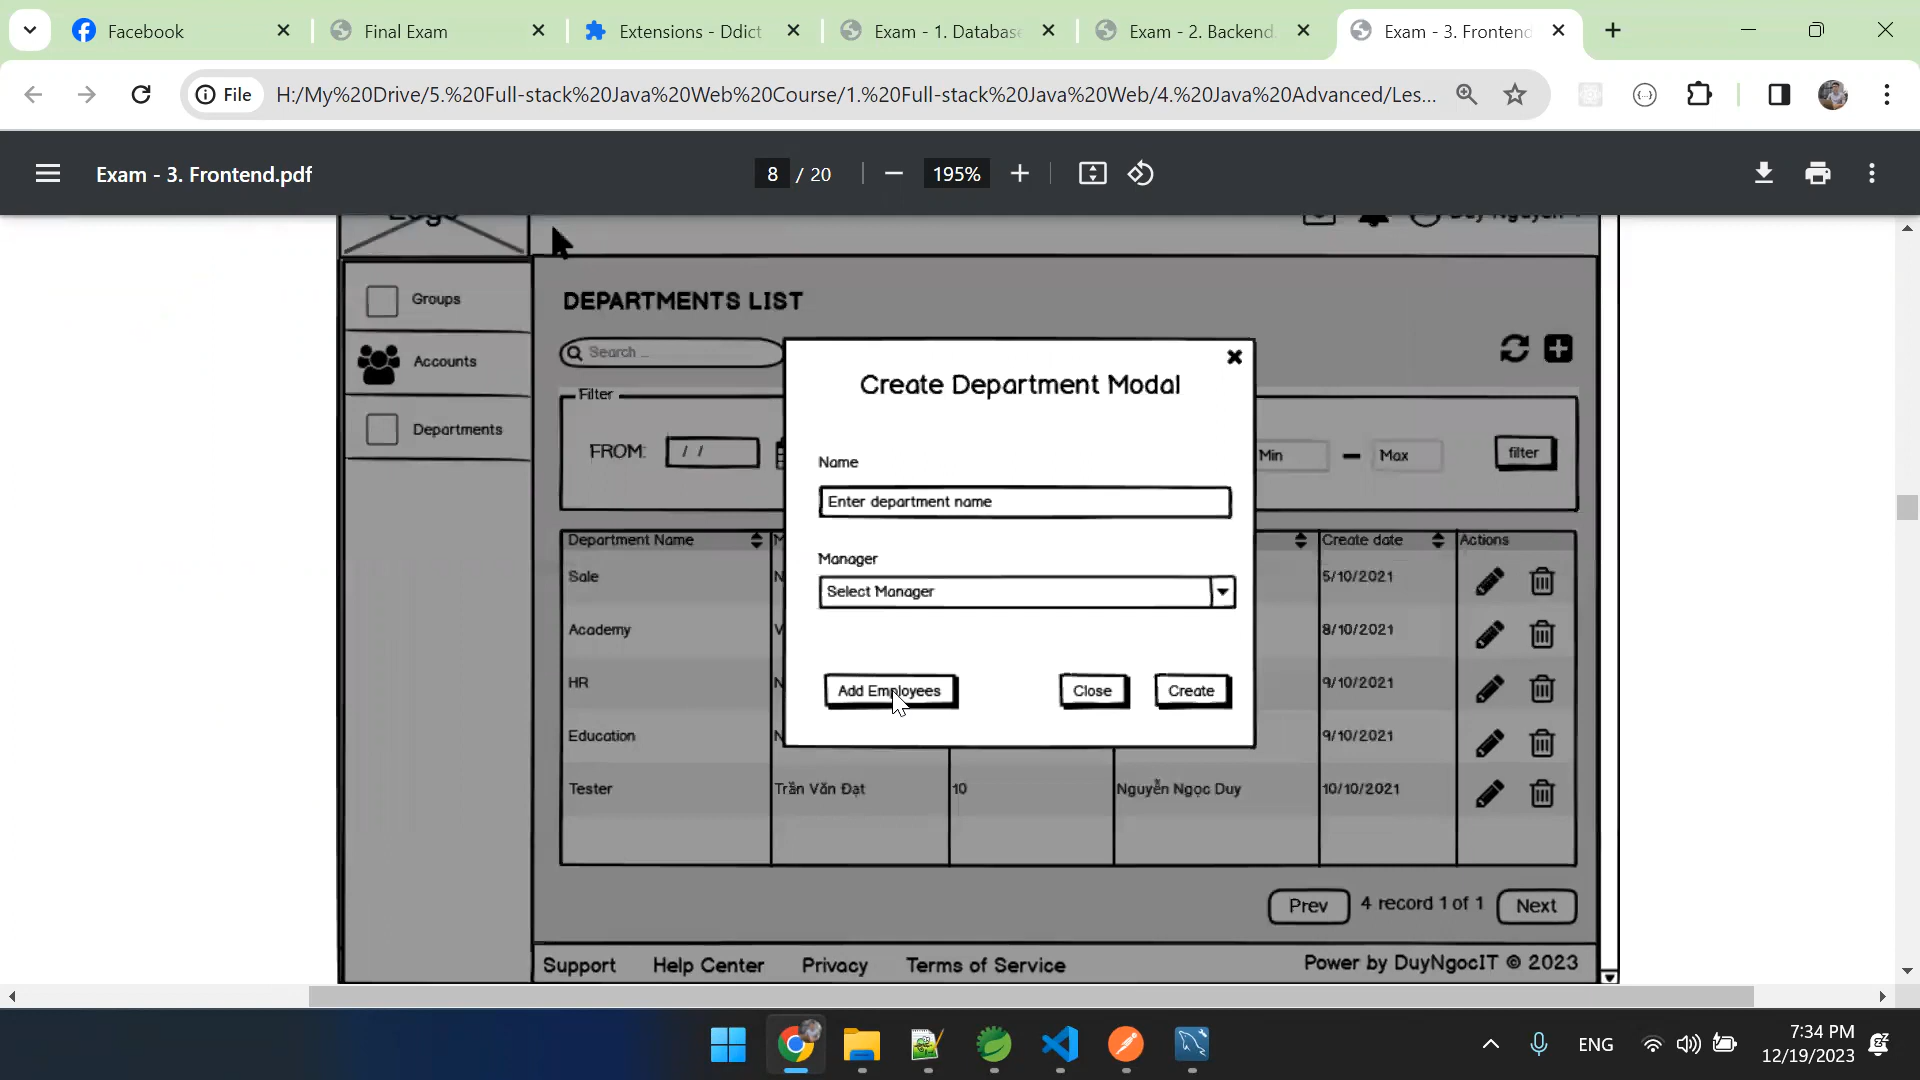 Facebook
Final Exam
Extensions - Ddict
Exam - 1. Database
Exam - 2. Backend.
Exam - 3. Frontend
File
H:/My%20Drive/5.%20Full-stack%20Java%20Web%20Course/1.%20Full-stack%20Java%20Web/4.%20Java%20Advanced/Les...
Exam - 3. Frontend.pdf
8 / 20
195%
Duy Nguyen
Groups
Accounts
Departments
DEPARTMENTS LIST
Search ...
Filter
FROM:
/ /
Min
Max
filter
Create Department Modal
Name
Enter department name
Manager
Select Manager
Add Employees
Close
Create
Department Name
Create date
Actions
Sale
5/10/2021
Academy
8/10/2021
HR
9/10/2021
Education
9/10/2021
Tester
Trần Văn Đạt
10
Nguyễn Ngọc Duy
10/10/2021
Prev
4 record 1 of 1
Next
Support
Help Center
Privacy
Terms of Service
Power by DuyNgocIT © 2023
ENG
7:34 PM
12/19/2023